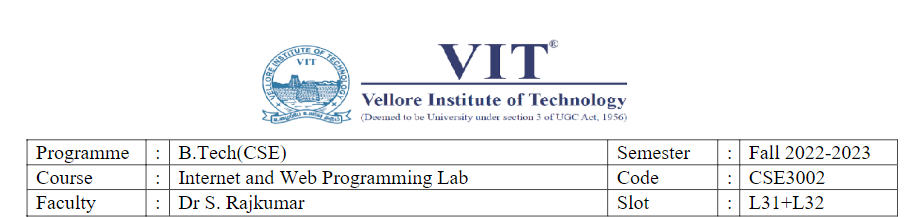 VELLORE INSTITUTE OF TECHNOLOGY
VIT
VIT®
Vellore Institute of Technology
(Deemed to be University under section 3 of UGC Act, 1956)
Programme : B.Tech(CSE) Semester : Fall 2022-2023
Course : Internet and Web Programming Lab Code : CSE3002
Faculty : Dr S. Rajkumar Slot : L31+L32